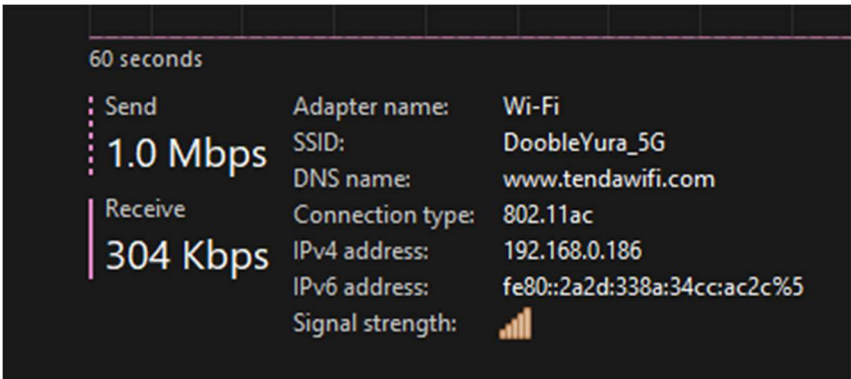 60 seconds
Send
1.0 Mbps
Receive
304 Kbps
Adapter name: Wi-Fi
SSID: DoobleYura_5G
DNS name: www.tendawifi.com
Connection type: 802.11ac
IPv4 address: 192.168.0.186
IPv6 address: fe80::2a2d:338a:34cc:ac2c%5
Signal strength: